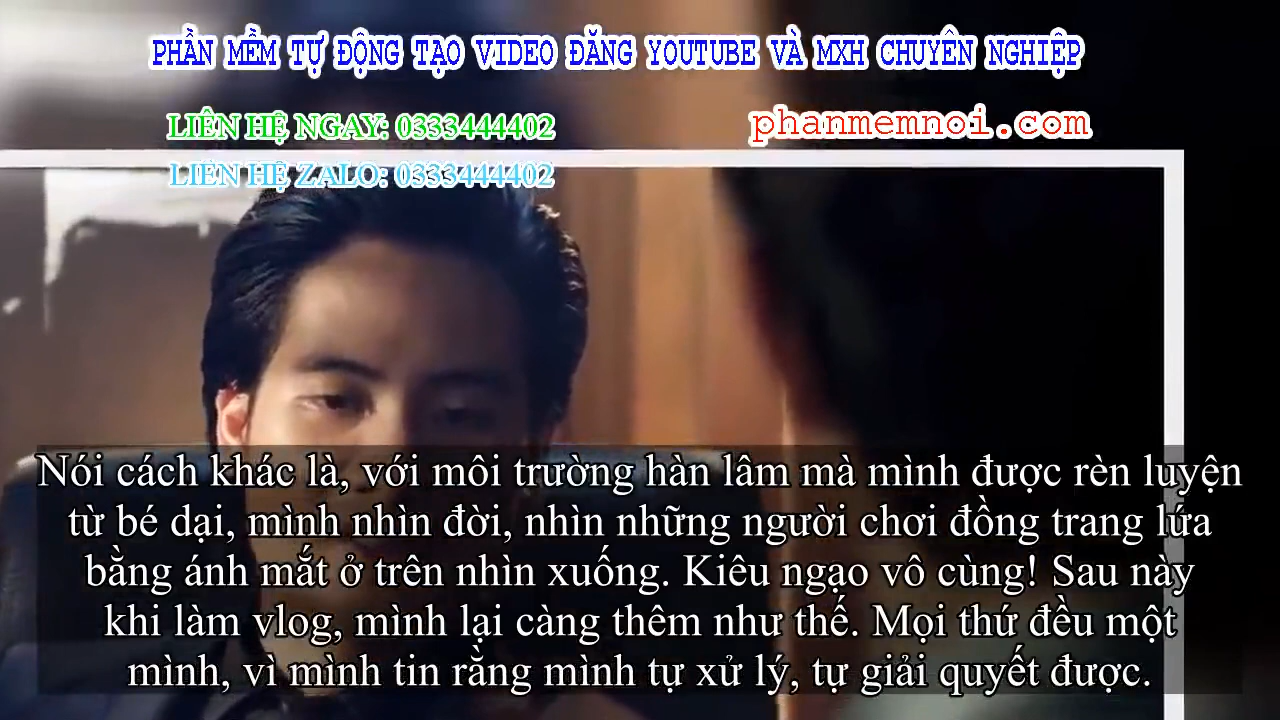 PHẦN MỀM TỰ ĐỘNG TẠO VIDEO ĐĂNG YOUTUBE VÀ MXH CHUYÊN NGHIỆP
LIÊN HỆ NGAY: 0333444402
phanmemnoi.com
LIÊN HỆ ZALO: 0333444402
Nói cách khác là, với môi trường hàn lâm mà mình được rèn luyện
từ bé dại, mình nhìn đời, nhìn những người chơi đồng trang lứa
bằng ánh mắt ở trên nhìn xuống. Kiêu ngạo vô cùng! Sau này
khi làm vlog, mình lại càng thêm như thế. Mọi thứ đều một
mình, vì mình tin rằng mình tự xử lý, tự giải quyết được.